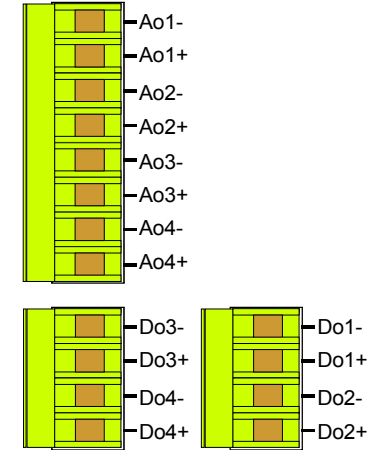 Ao1-
Ao1+
Ao2-
Ao2+
Ao3-
Ao3+
Ao4-
Ao4+
Do3-
Do3+
Do4-
Do4+
Do1-
Do1+
Do2-
Do2+